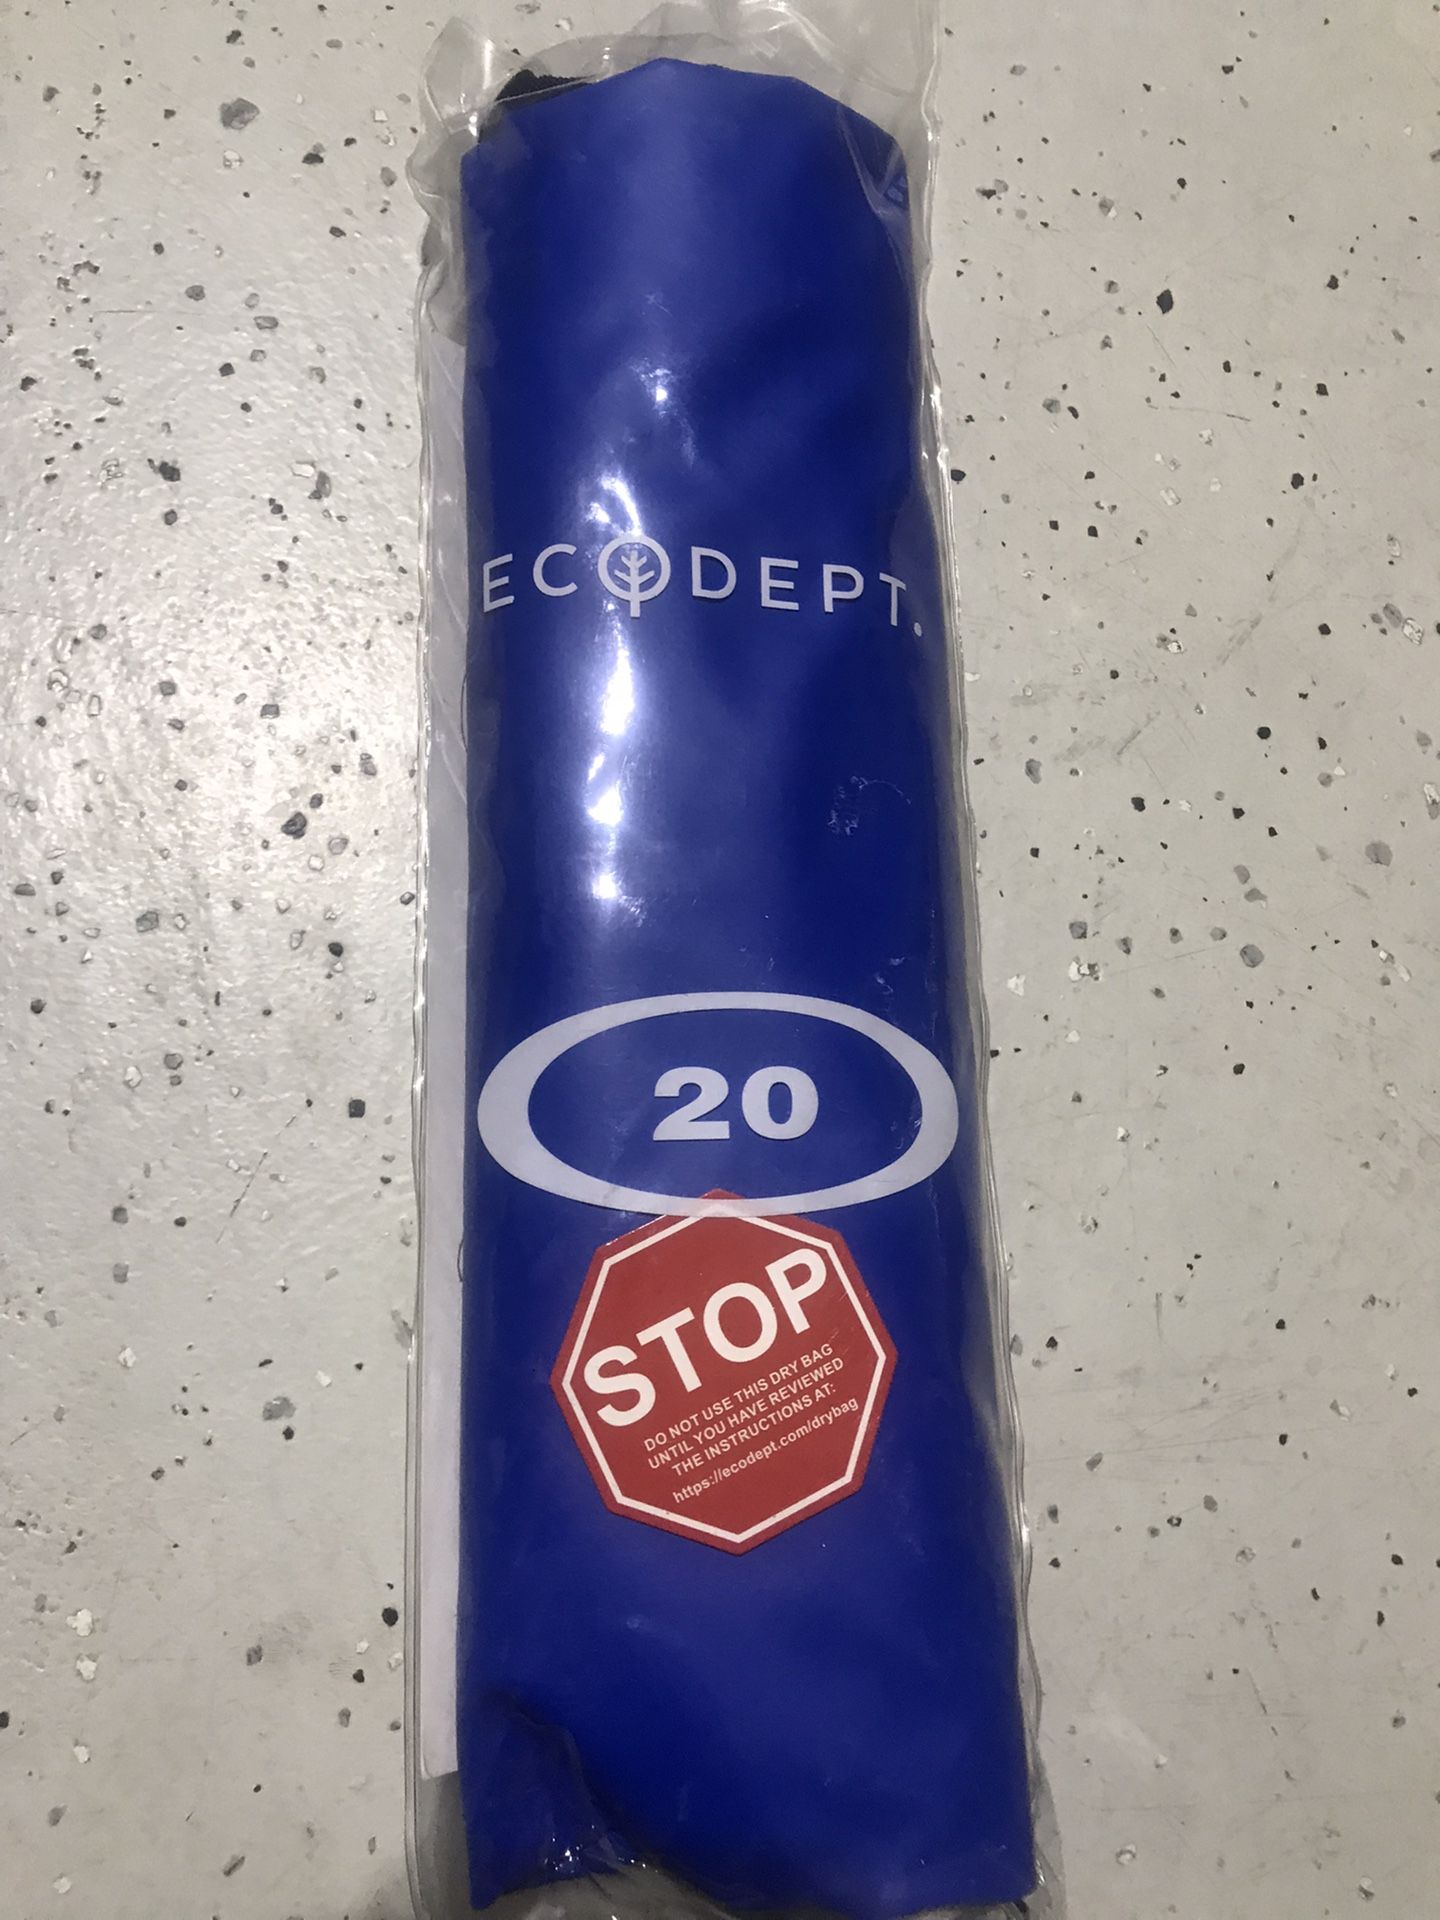 ECODEPT.
20
STOP
DO NOT USE THIS DRY BAG
UNTIL YOU HAVE REVIEWED
THE INSTRUCTIONS AT:
https://ecodept.com/drybag